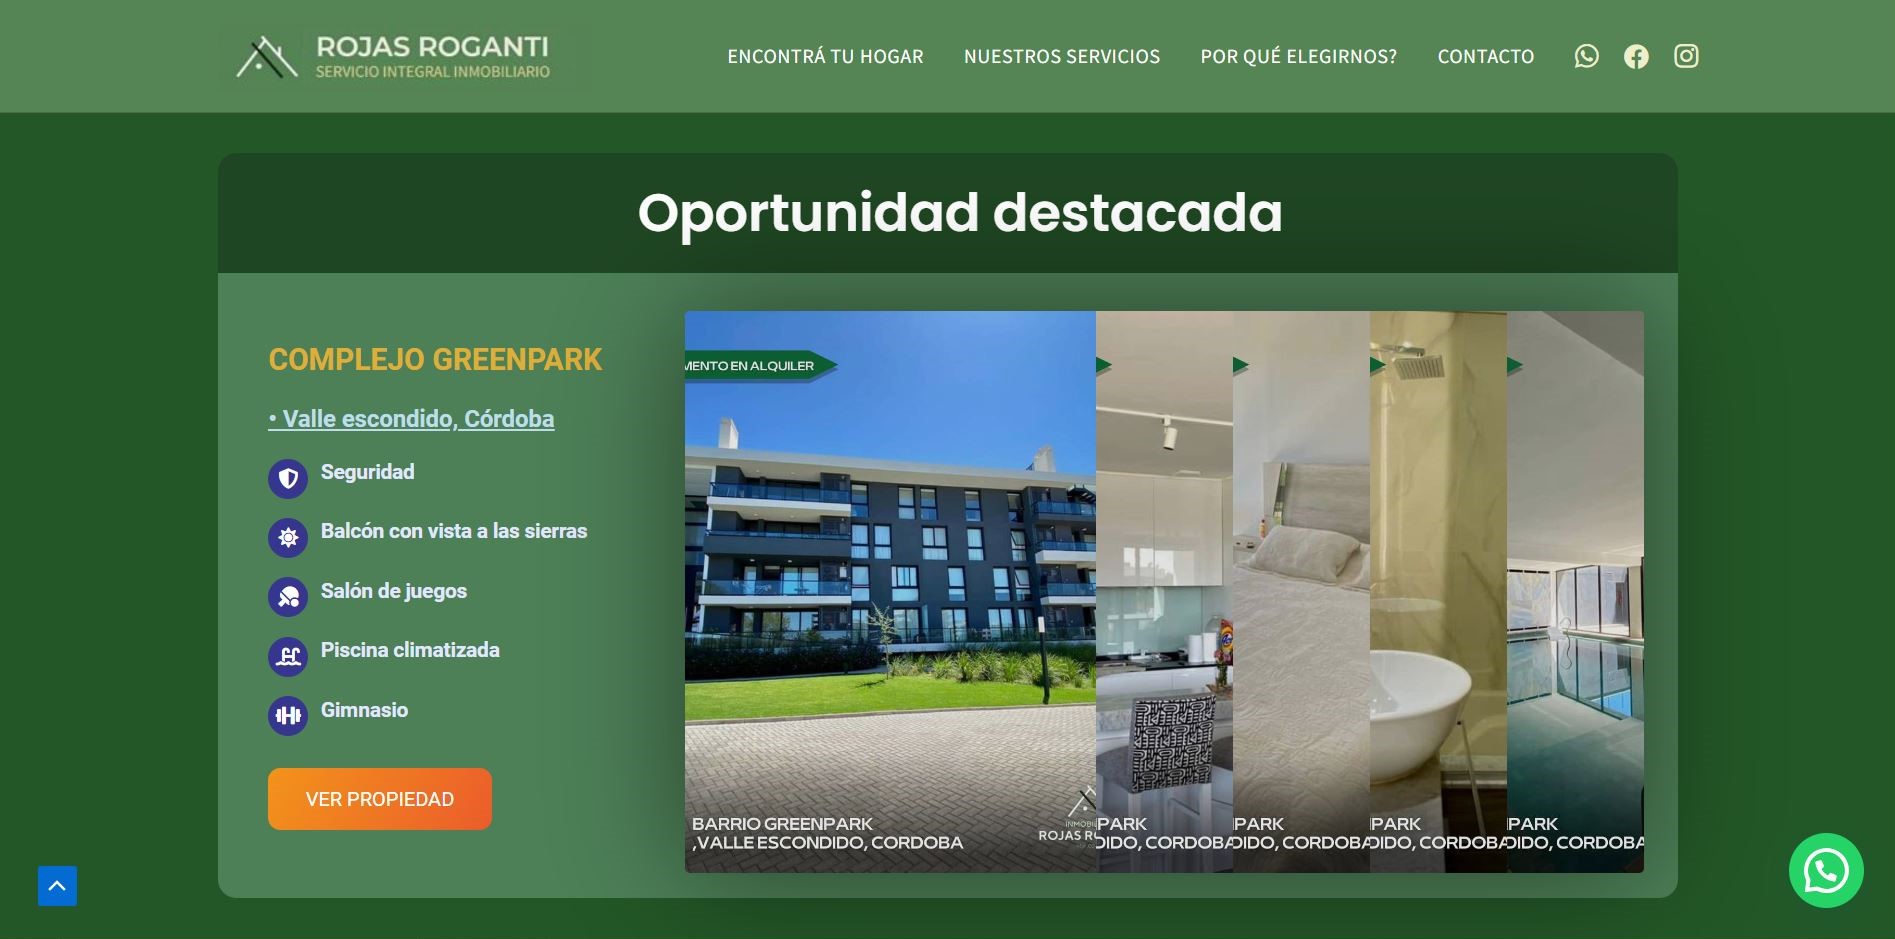 ROJAS ROGANTI
SERVICIO INTEGRAL INMOBILIARIO
ENCONTRÁ TU HOGAR
NUESTROS SERVICIOS
POR QUÉ ELEGIRNOS?
CONTACTO
Oportunidad destacada
COMPLEJO GREENPARK
• Valle escondido, Córdoba
Seguridad
Balcón con vista a las sierras
Salón de juegos
Piscina climatizada
Gimnasio
VER PROPIEDAD
MENTO EN ALQUILER
BARRIO GREENPARK
,VALLE ESCONDIDO, CORDOBA
INMOBIL
ROJAS RO
PARK
DIDO, CORDOBA
PARK
DIDO, CORDOBA
PARK
DIDO, CORDOBA
PARK
DIDO, CORDOBA